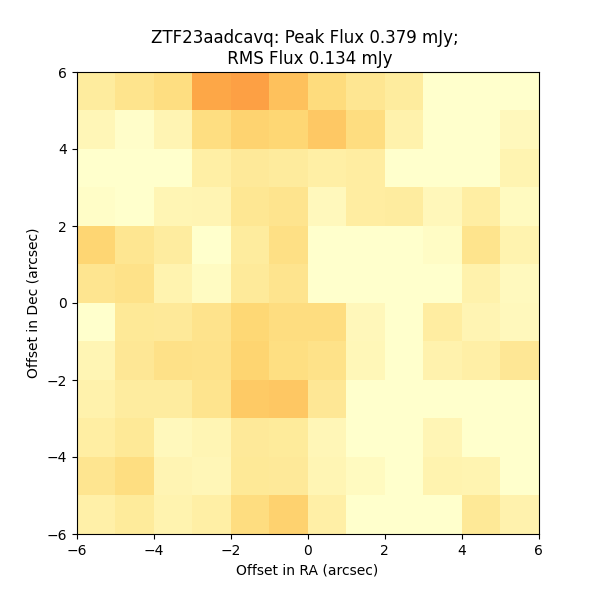 ZTF23aadcavq: Peak Flux 0.379 mJy;
RMS Flux 0.134 mJy
6
4
2
0
−2
−4
−6
Offset in Dec (arcsec)
−6 −4 −2 0 2 4 6
Offset in RA (arcsec)